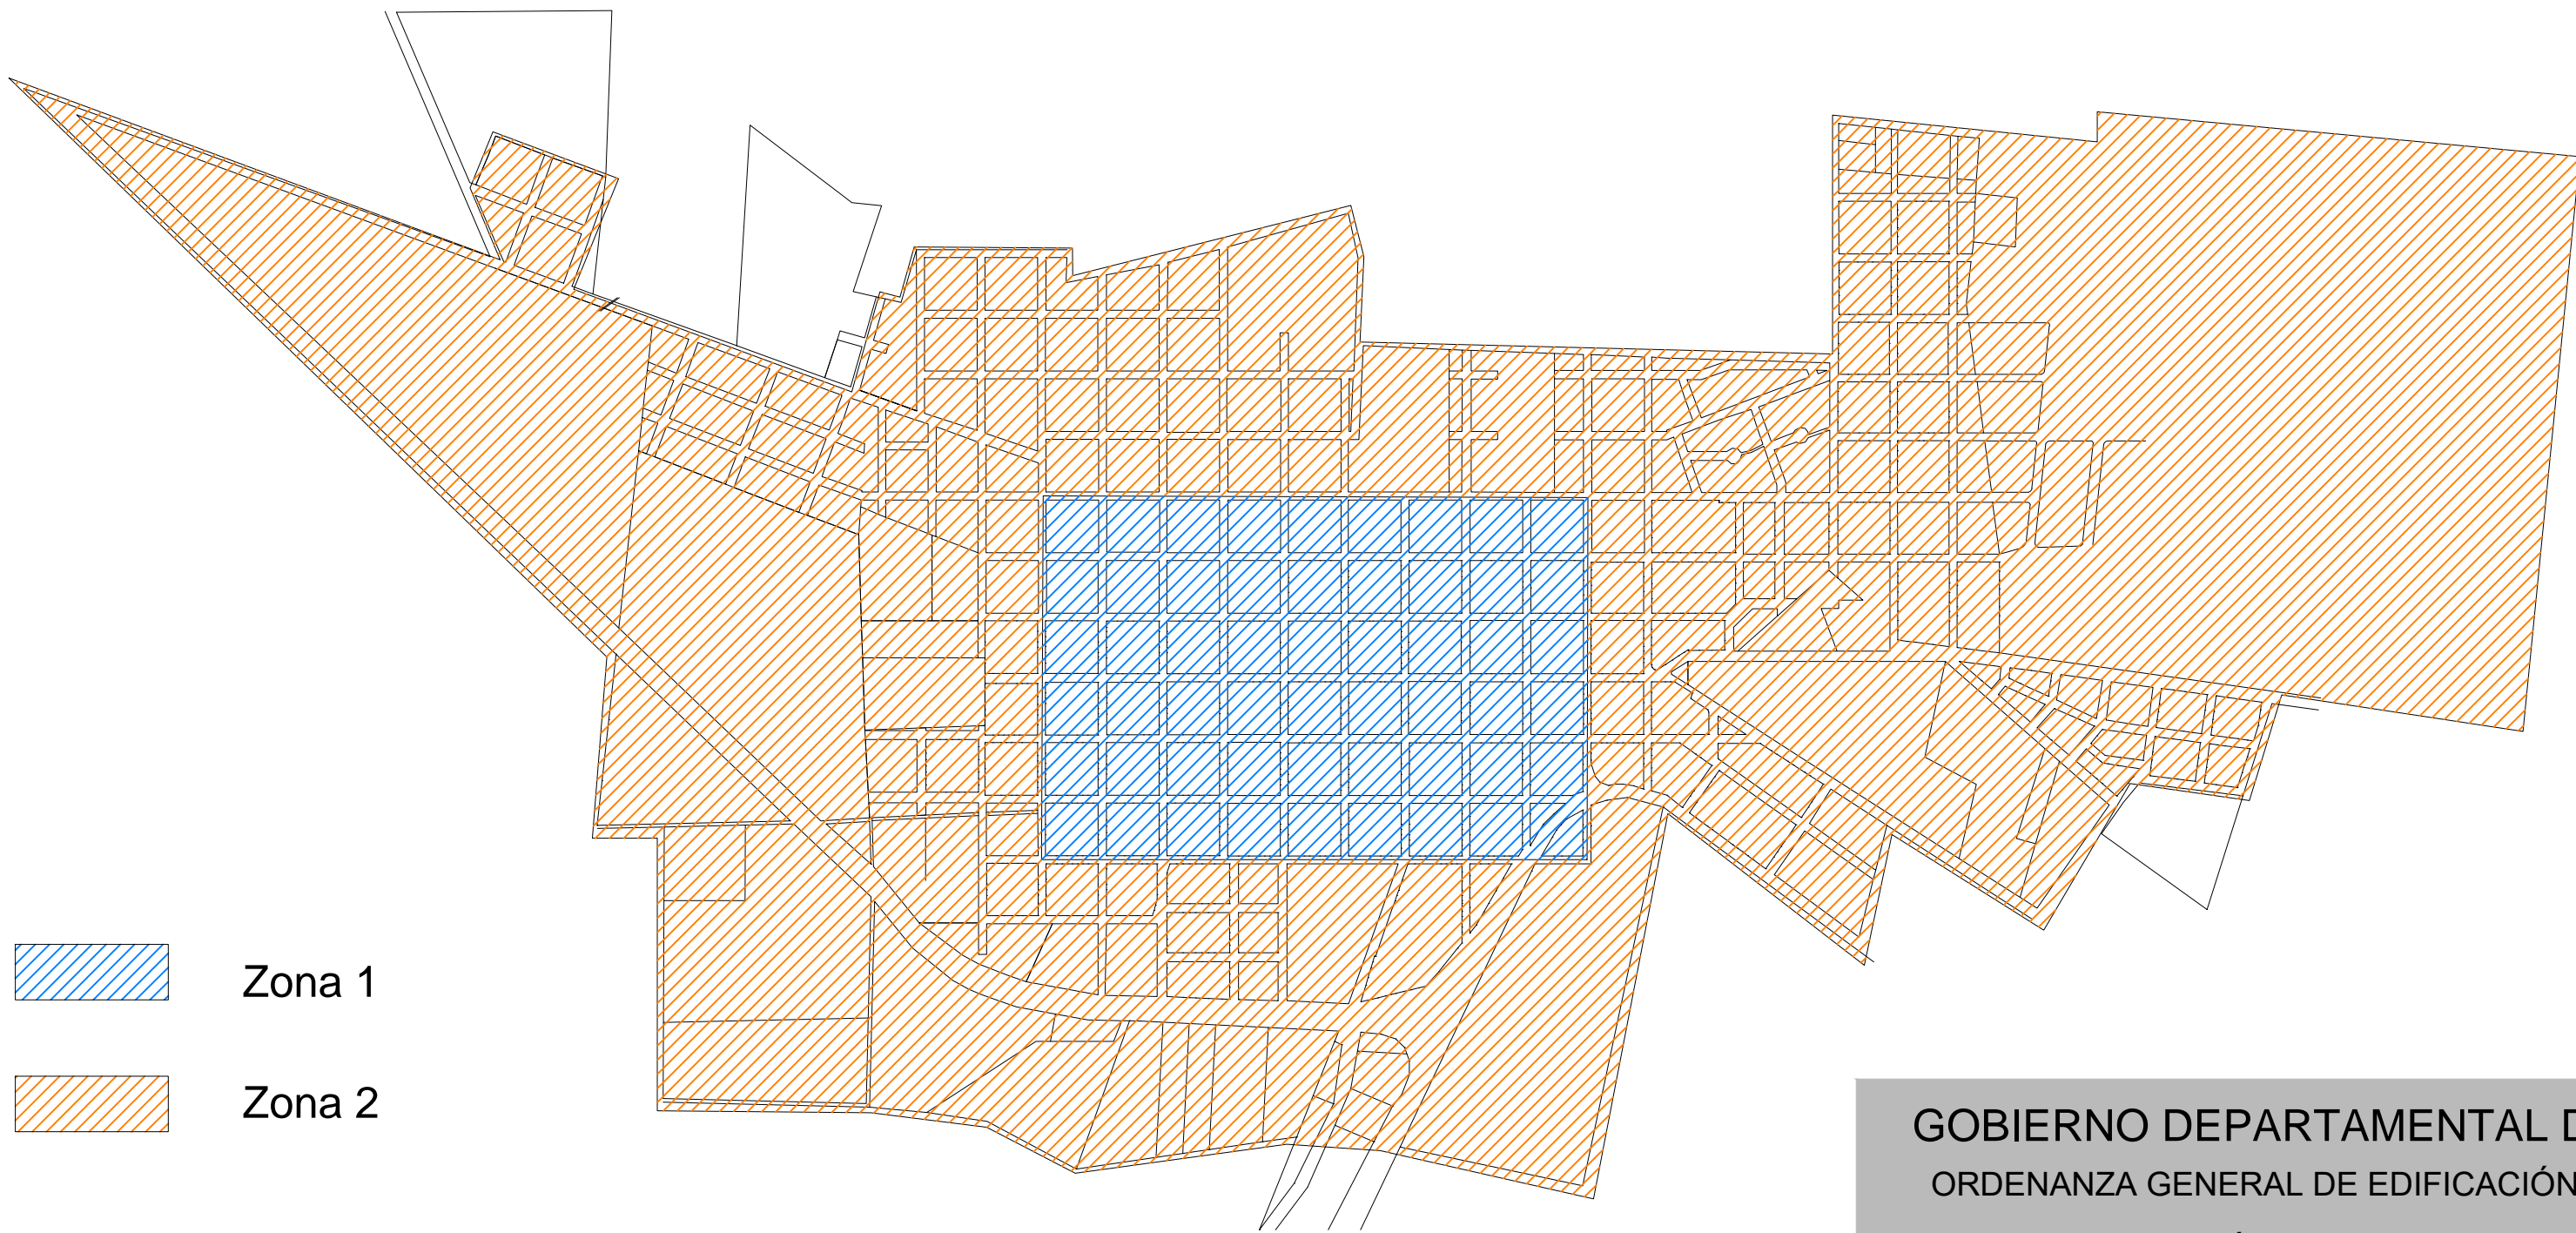 Zona 1
Zona 2
GOBIERNO DEPARTAMENTAL
ORDENANZA GENERAL DE EDIFICACIÓN